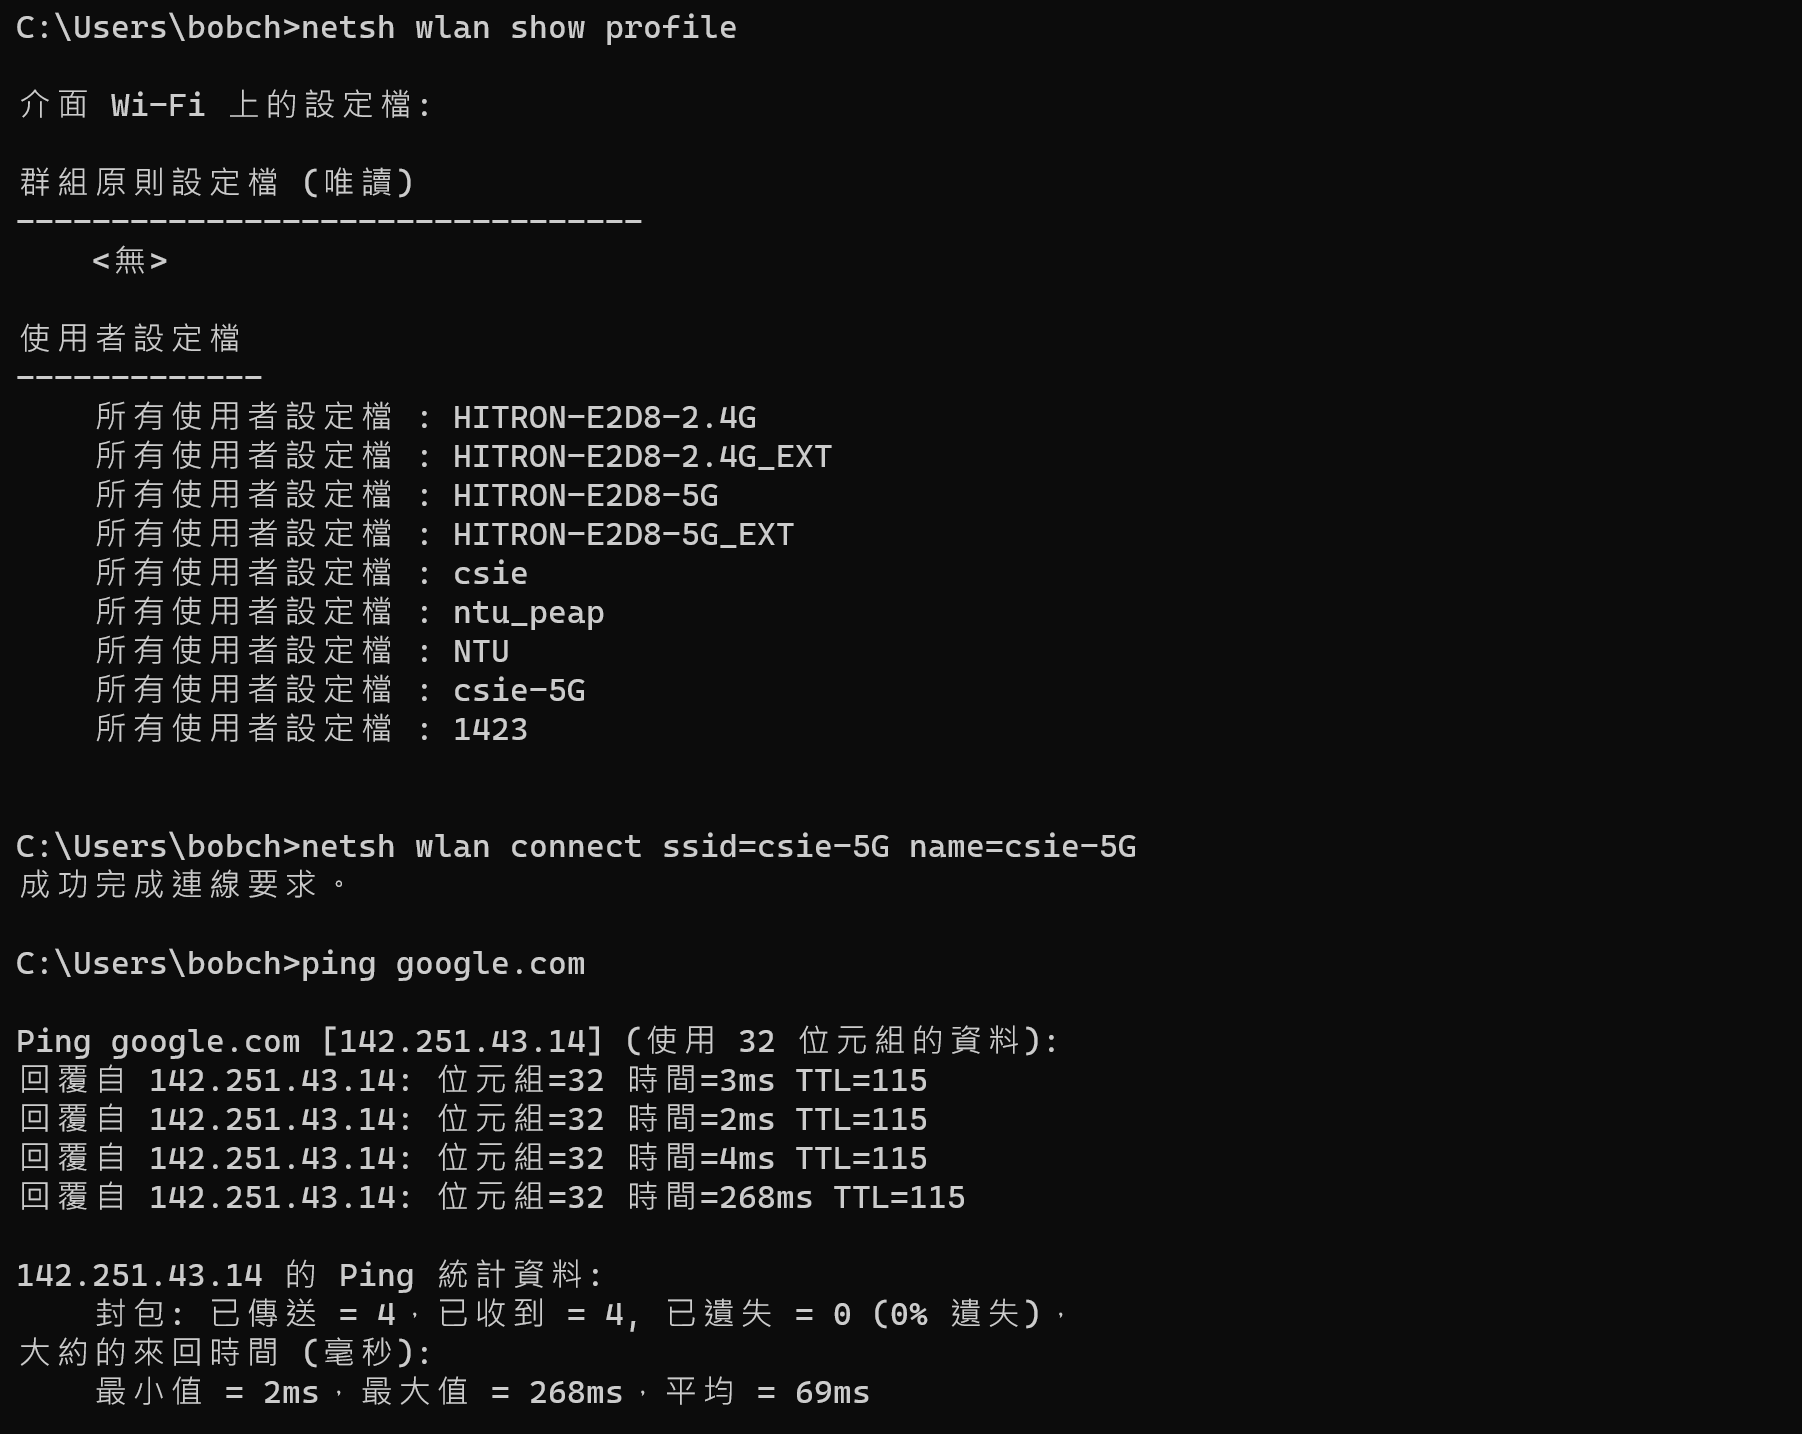 C:\Users\bobch>netsh wlan show profile
介面 Wi-Fi 上的設定檔:
群組原則設定檔 (唯讀)
---------------------------------
<無>
使用者設定檔
-------------
所有使用者設定檔 : HITRON-E2D8-2.4G
所有使用者設定檔 : HITRON-E2D8-2.4G_EXT
所有使用者設定檔 : HITRON-E2D8-5G
所有使用者設定檔 : HITRON-E2D8-5G_EXT
所有使用者設定檔 : csie
所有使用者設定檔 : ntu_peap
所有使用者設定檔 : NTU
所有使用者設定檔 : csie-5G
所有使用者設定檔 : 1423
C:\Users\bobch>netsh wlan connect ssid=csie-5G name=csie-5G
成功完成連線要求。
C:\Users\bobch>ping google.com
Ping google.com [142.251.43.14] (使用 32 位元組的資料):
回覆自 142.251.43.14: 位元組=32 時間=3ms TTL=115
回覆自 142.251.43.14: 位元組=32 時間=2ms TTL=115
回覆自 142.251.43.14: 位元組=32 時間=4ms TTL=115
回覆自 142.251.43.14: 位元組=32 時間=268ms TTL=115
142.251.43.14 的 Ping 統計資料:
封包: 已傳送 = 4，已收到 = 4, 已遺失 = 0 (0% 遺失)，
大約的來回時間 (毫秒):
最小值 = 2ms，最大值 = 268ms，平均 = 69ms